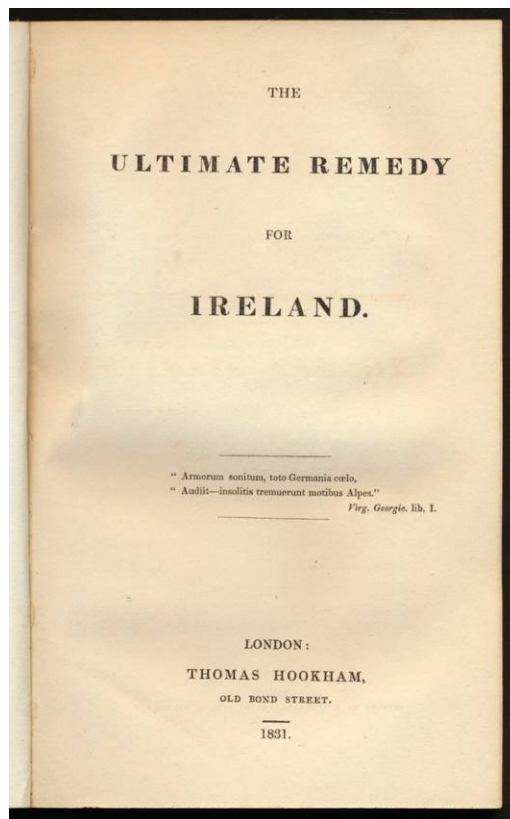 THE
ULTIMATE REMEDY
FOR
IRELAND.
“ Armorum sonitum, toto Germania cœlo,
“ Audiit—insolitis tremuerunt motibus Alpes.”
Virg. Georgic. lib. I.
LONDON:
THOMAS HOOKHAM,
OLD BOND STREET.
1831.